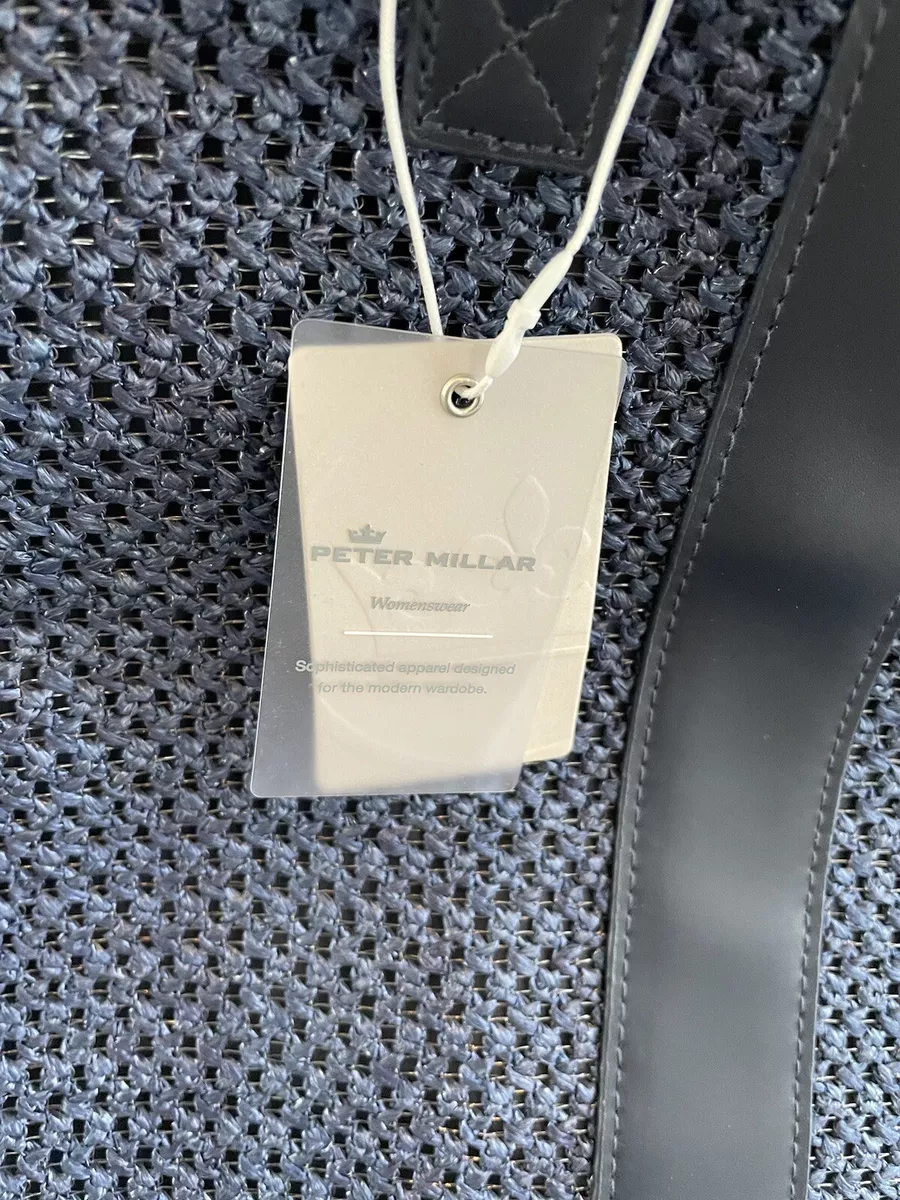 PETER MILLAR
Womenswear
Sophisticated apparel designed
for the modern wardobe.